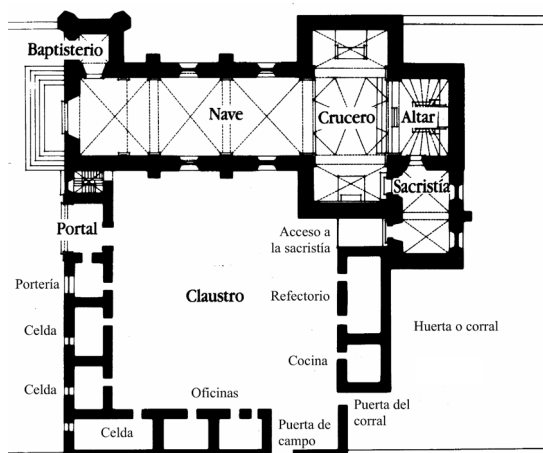 Baptisterio
Nave
Crucero
Altar
Sacristía
Portal
Acceso a
la sacristía
Portería
Claustro
Refectorio
Celda
Huerta o corral
Cocina
Celda
Oficinas
Puerta del
corral
Celda
Puerta de
campo